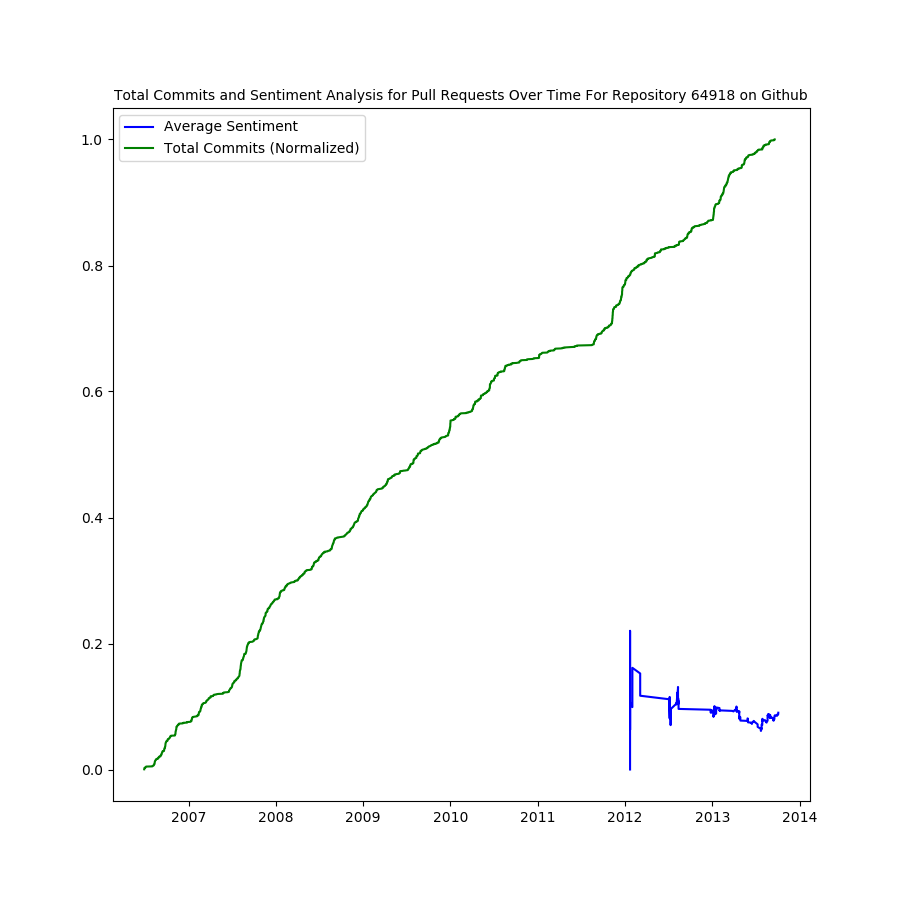 Total Commits and Sentiment Analysis for Pull Requests Over Time For Repository 64918 on Github
Average Sentiment
Total Commits (Normalized)
1.0
0.8
0.6
0.4
0.2
0.0
2007 2008 2009 2010 2011 2012 2013 2014